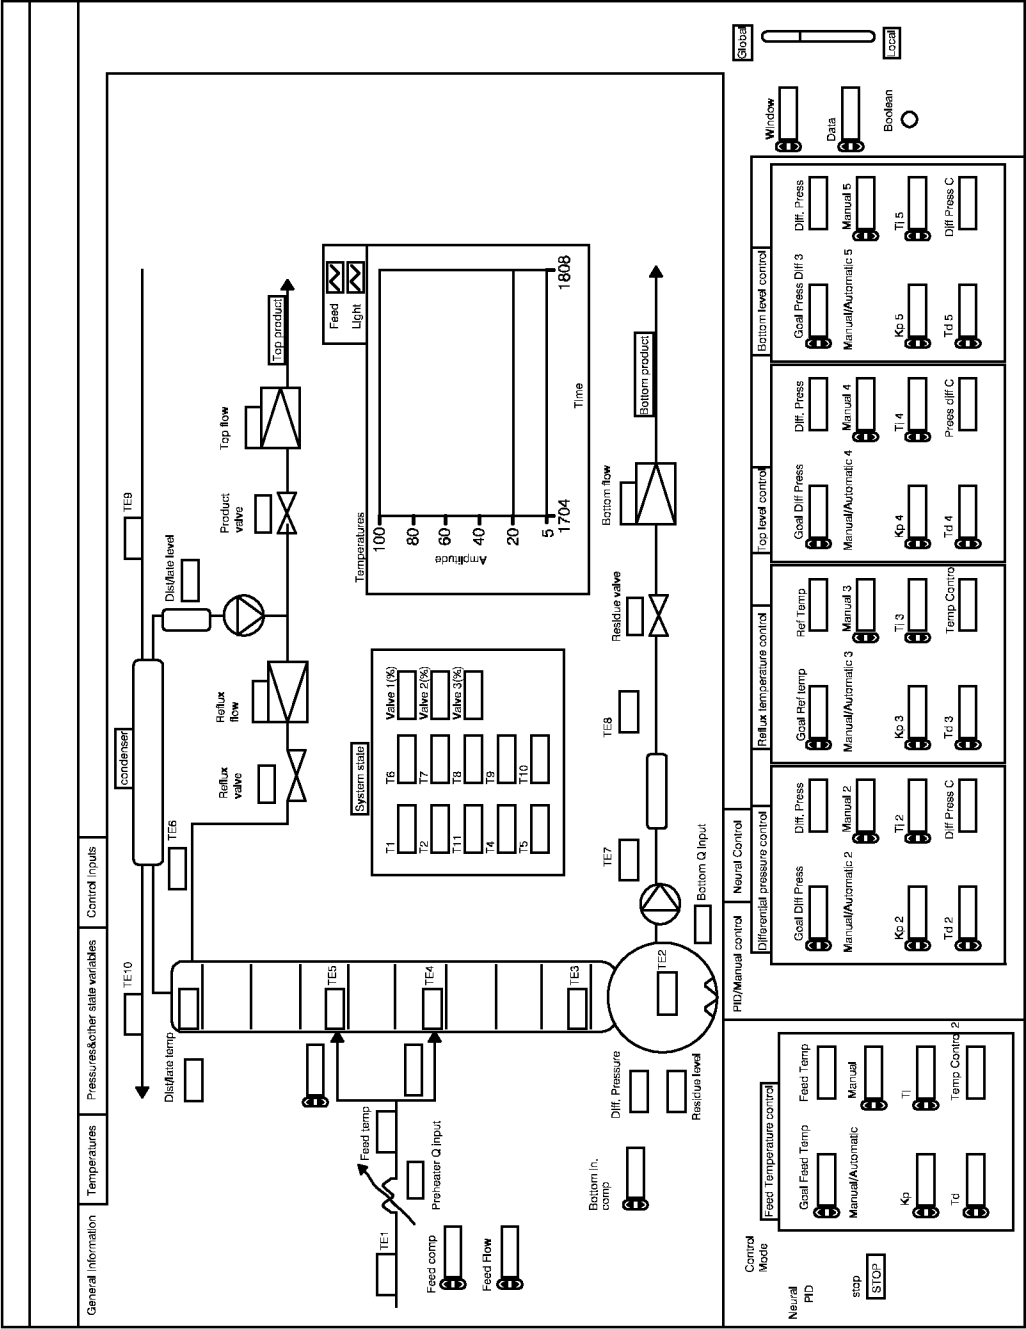 General Information
Temperatures
Pressures&other state variables
Control Inputs
TE10
TE9
condenser
TE6
Dist/late level
Dist/late temp
Reflux
valve
Reflux
flow
Product
valve
Top flow
Top product
TE1
Feed temp
Preheater Q Input
Feed comp
Feed Flow
TE5
TE4
TE3
TE2
System state
T1
T2
T11
T4
T5
T6
T7
T8
T9
T10
Valve 1(%)
Valve 2(%)
Valve 3(%)
Temperatures
Feed
Light
100
80
60
40
20
5
Amplitude
1704
1808
Time
Bottom In.
comp
Diff. Pressure
Residue level
Bottom Q Input
TE7
TE8
Residue valve
Bottom flow
Bottom product
Control
Mode
Neural
PID
stop
STOP
Feed Temperature control
Goal Feed Temp
Feed Temp
Manual/Automatic
Manual
Kp
Ti
Td
Temp Control 2
PID/Manual control
Neural Control
Differential pressure control
Reflux temperature control
Top level control
Bottom level control
Goal Diff Press
Diff. Press
Manual/Automatic 2
Manual 2
Kp 2
Ti 2
Td 2
Diff Press C
Goal Ref temp
Ref Temp
Manual/Automatic 3
Manual 3
Kp 3
Ti 3
Td 3
Temp Contro
Goal Diff Press
Diff. Press
Manual/Automatic 4
Manual 4
Kp 4
Ti 4
Td 4
Prees diff C
Goal Press Diff 3
Diff. Press
Manual/Automatic 5
Manual 5
Kp 5
Ti 5
Td 5
Diff Press C
Window
Data
Boolean
Global
Local